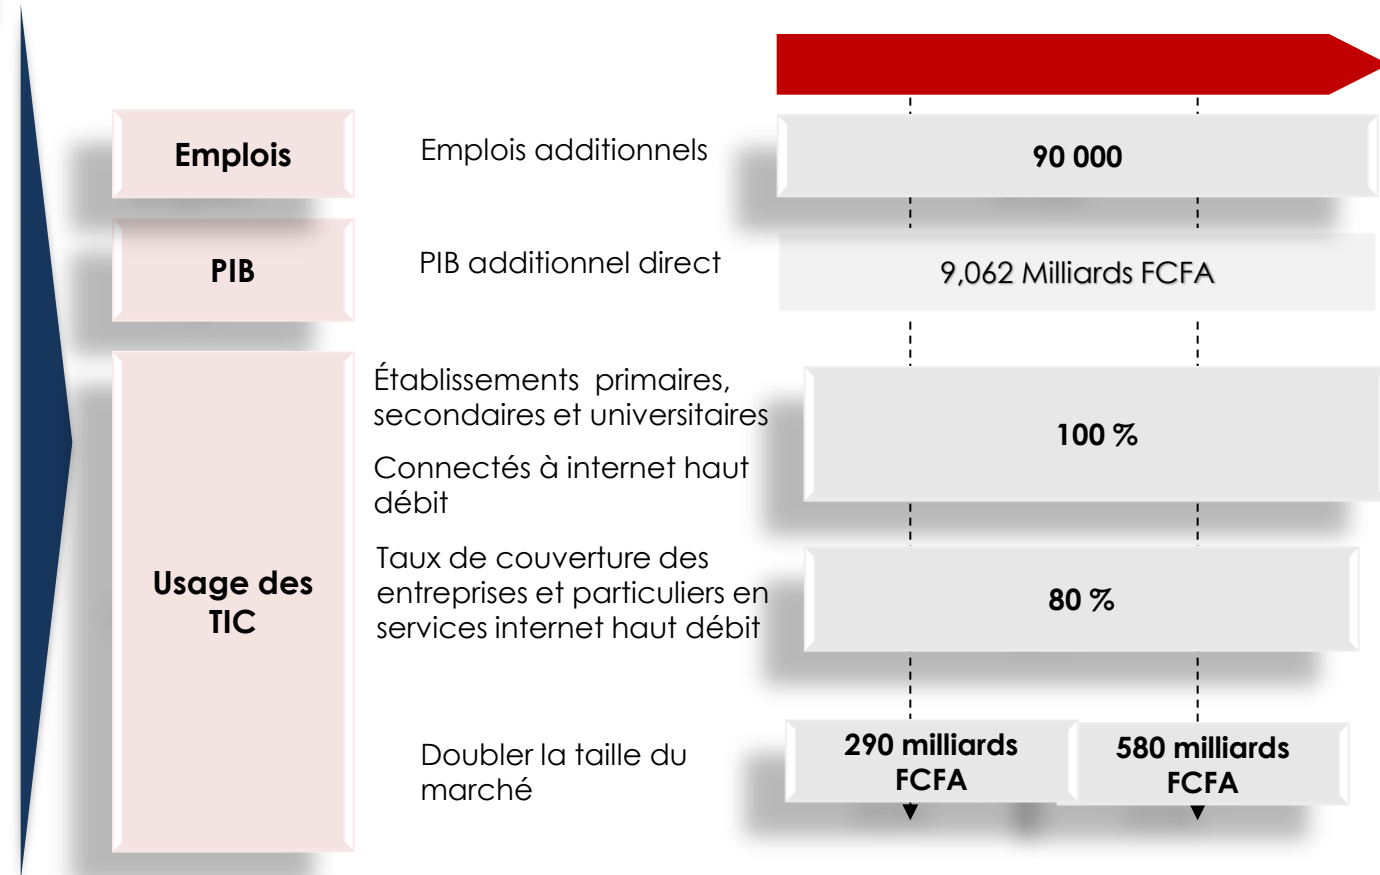 Emplois
Emplois additionnels
90 000
PIB
PIB additionnel direct
9,062 Milliards FCFA
Établissements primaires,
secondaires et universitaires
Connectés à internet haut
débit
100 %
Usage des
TIC
Taux de couverture des
entreprises et particuliers en
services internet haut débit
80 %
Doubler la taille du
marché
290 milliards
FCFA
580 milliards
FCFA